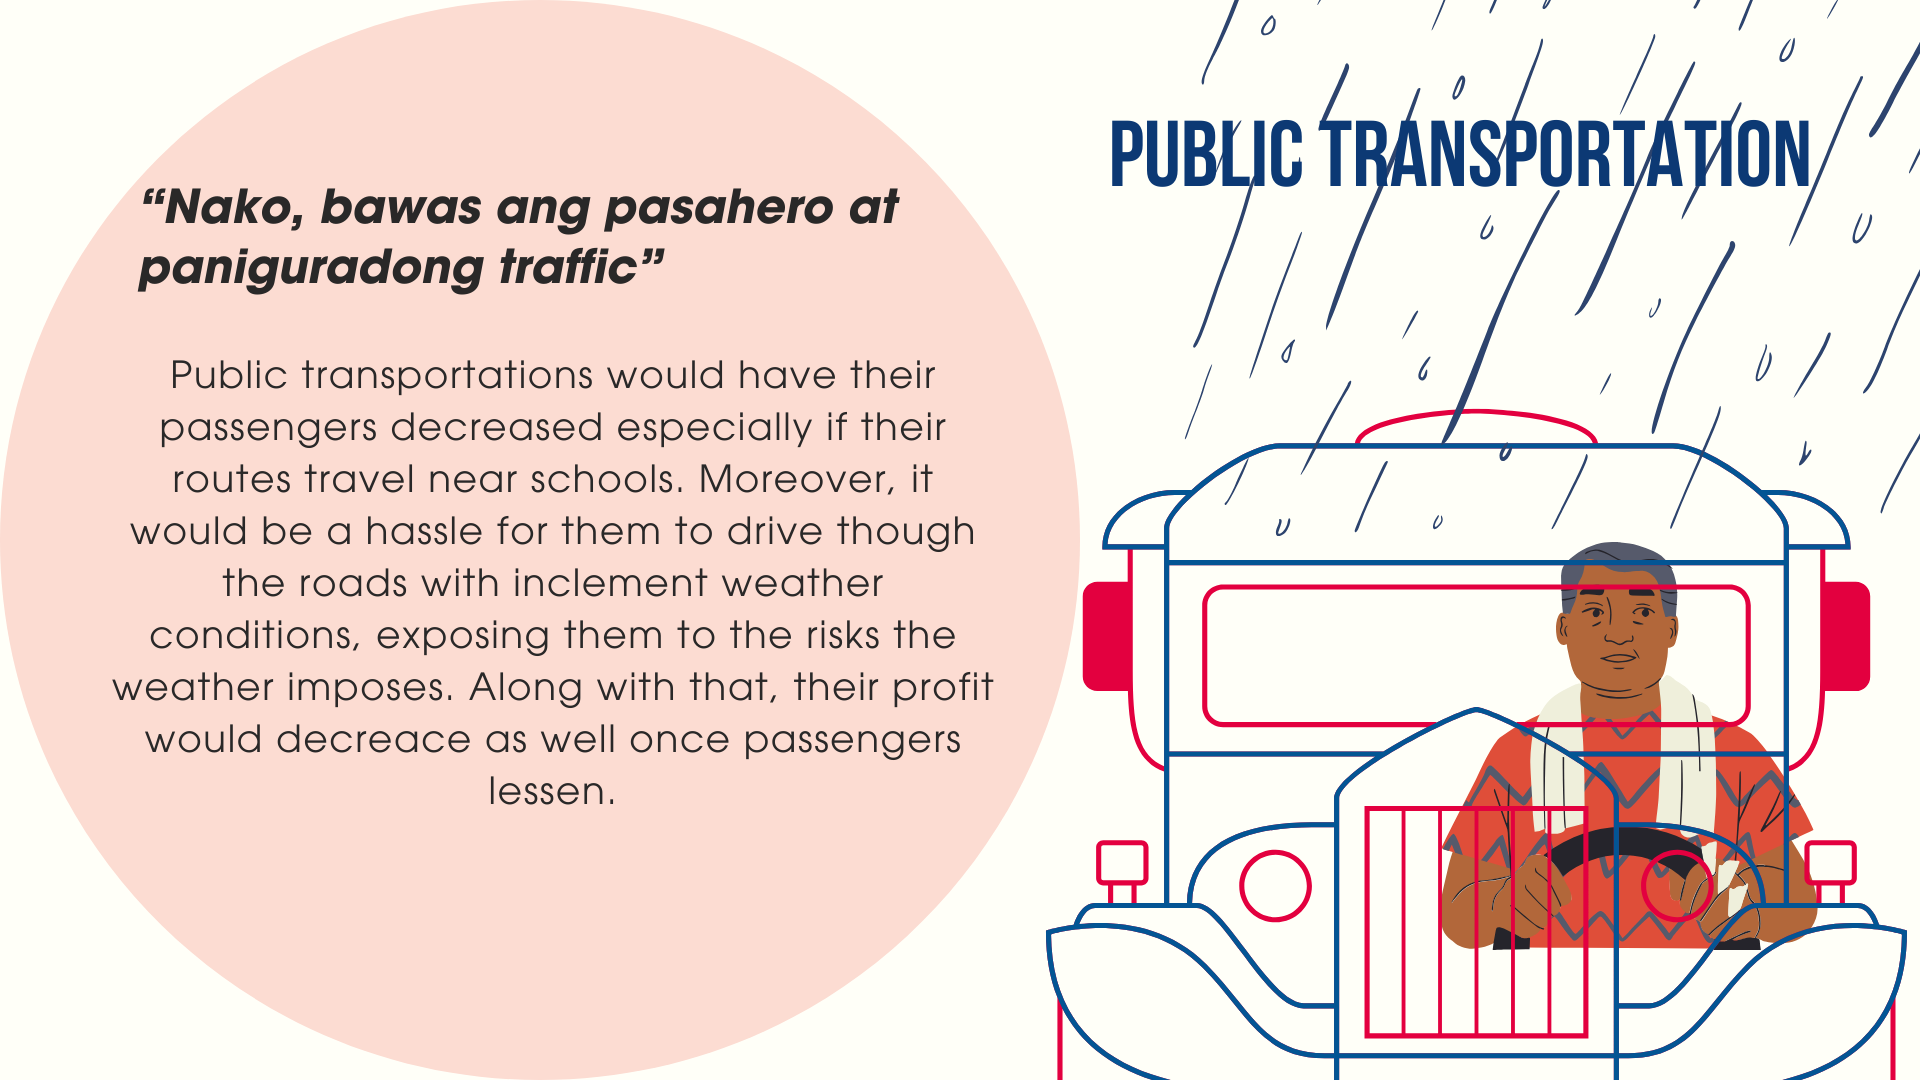 PUBLIC TRANSPORTATION
“Nako, bawas ang pasahero at
paniguradong traffic”
Public transportations would have their
passengers decreased especially if their
routes travel near schools. Moreover, it
would be a hassle for them to drive though
the roads with inclement weather
conditions, exposing them to the risks the
weather imposes. Along with that, their profit
would decreace as well once passengers
lessen.